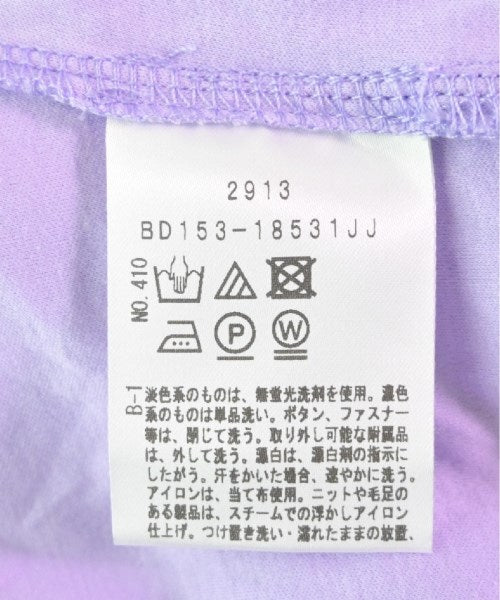 2913
BD153-18531JJ
NO.410
P W
B-1
淡色系のものは、無蛍光洗剤を使用。濃色
系のものは単品洗い。ボタン、ファスナー
等は、閉じて洗う。取り外し可能な附属品
は、外して洗う。漂白は、漂白剤の指示に
したがう。汗をかいた場合、速やかに洗う。
アイロンは、当て布使用。ニットや毛足の
ある製品は、スチームでの浮かしアイロン
仕上げ。つけ置き洗い・濡れたままの放置、